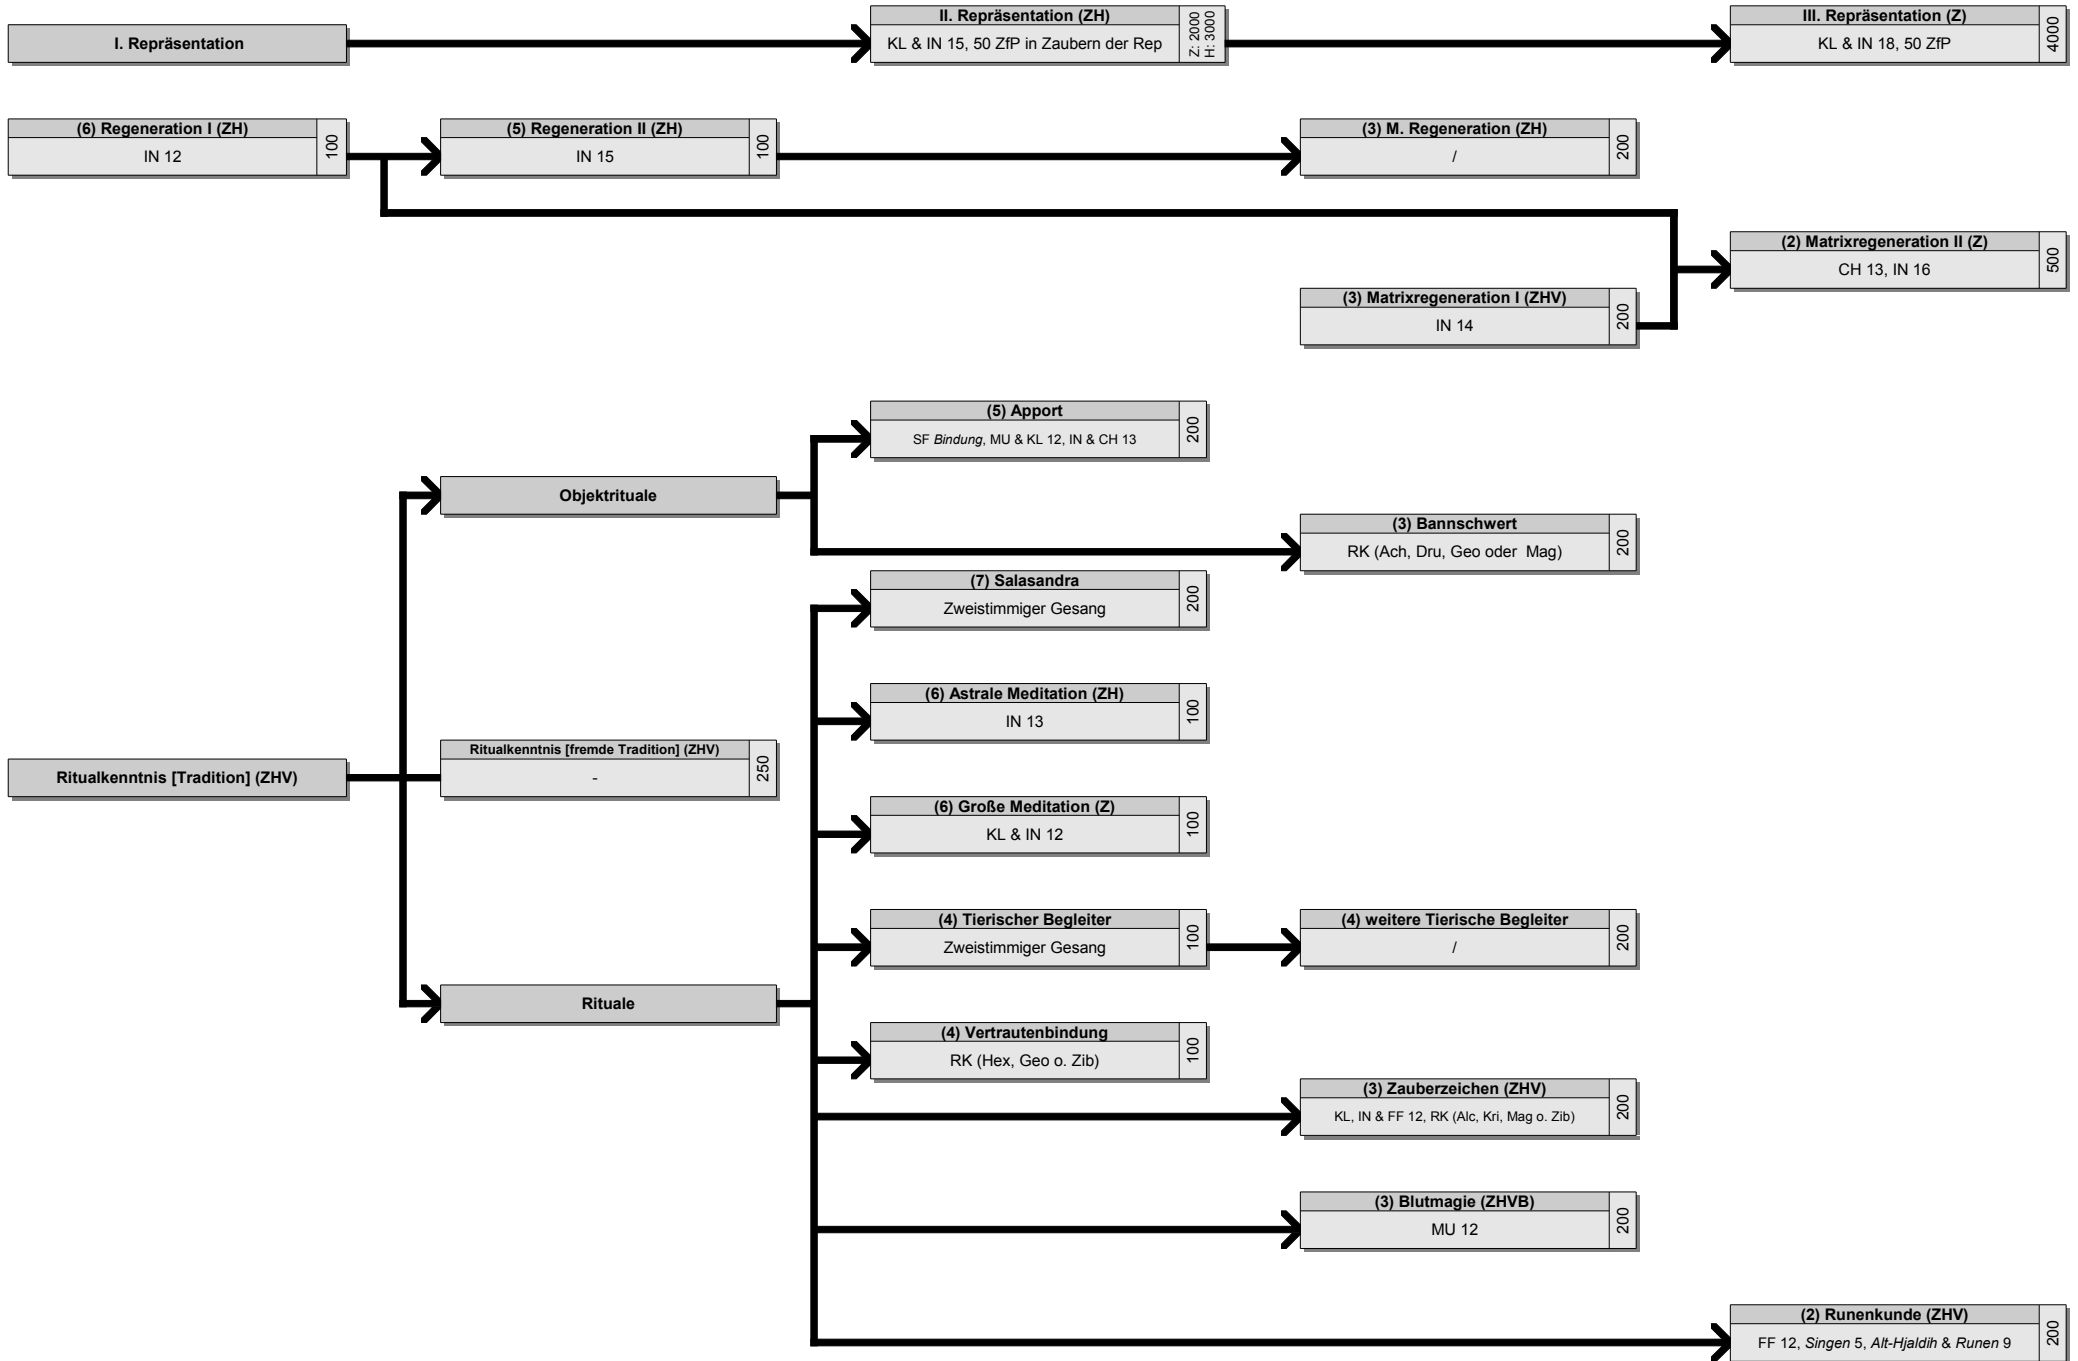 I. Repräsentation
II. Repräsentation (ZH)
KL & IN 15, 50 ZfP in Zaubern der Rep
Z: 2000
H: 3000
III. Repräsentation (Z)
KL & IN 18, 50 ZfP
4000
(6) Regeneration I (ZH)
IN 12
100
(5) Regeneration II (ZH)
IN 15
100
(3) M. Regeneration (ZH)
/
200
(2) Matrixregeneration II (Z)
CH 13, IN 16
500
(3) Matrixregeneration I (ZHV)
IN 14
200
(5) Apport
SF Bindung, MU & KL 12, IN & CH 13
200
Objektrituale
(3) Bannschwert
RK (Ach, Dru, Geo oder Mag)
200
(7) Salasandra
Zweistimmiger Gesang
200
(6) Astrale Meditation (ZH)
IN 13
100
Ritualkenntnis [Tradition] (ZHV)
Ritualkenntnis [fremde Tradition] (ZHV)
-
250
(6) Große Meditation (Z)
KL & IN 12
100
(4) Tierischer Begleiter
Zweistimmiger Gesang
100
(4) weitere Tierische Begleiter
/
200
Rituale
(4) Vertrautenbindung
RK (Hex, Geo o. Zib)
100
(3) Zauberzeichen (ZHV)
KL, IN & FF 12, RK (Alc, Kri, Mag o. Zib)
200
(3) Blutmagie (ZHVB)
MU 12
200
(2) Runenkunde (ZHV)
FF 12, Singen 5, Alt-Hjaldih & Runen 9
200